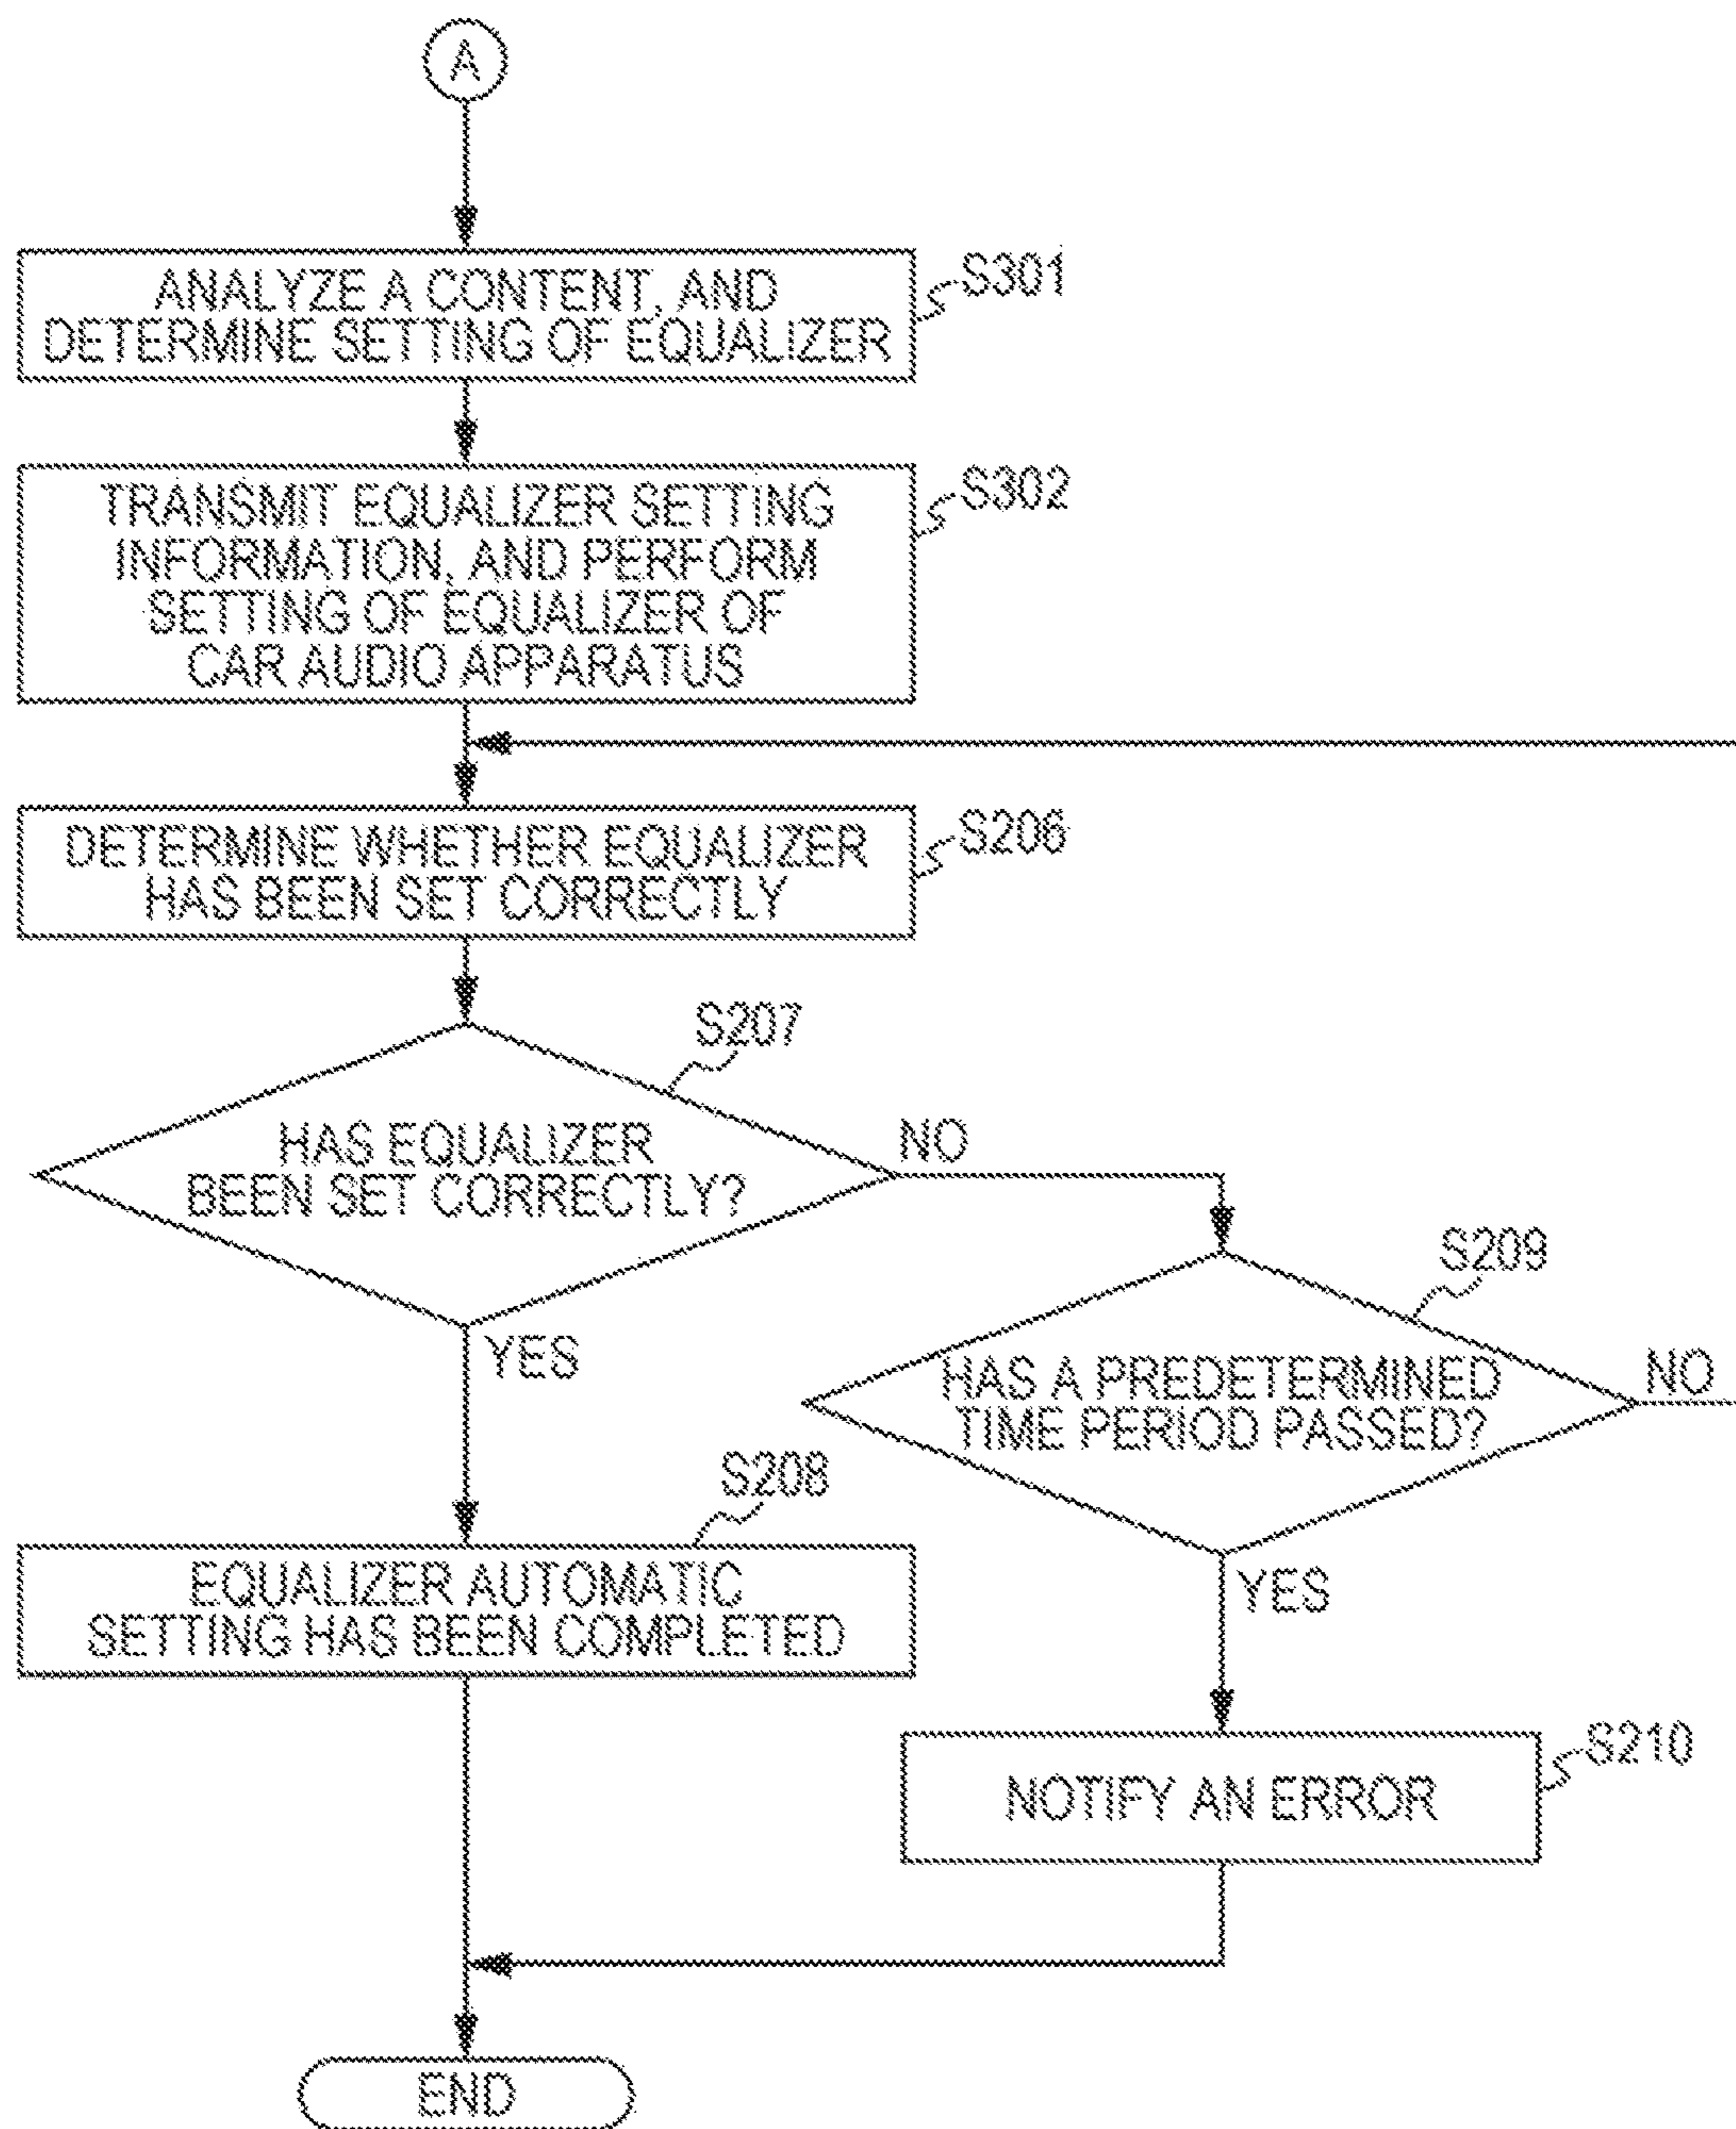 A
ANALYZE A CONTENT, AND
DETERMINE SETTING OF EQUALIZER
S301
TRANSMIT EQUALIZER SETTING
INFORMATION, AND PERFORM
SETTING OF EQUALIZER OF
CAR AUDIO APPARATUS
S302
DETERMINE WHETHER EQUALIZER
HAS BEEN SET CORRECTLY
S206
S207
HAS EQUALIZER
BEEN SET CORRECTLY?
NO
YES
S209
HAS A PREDETERMINED
TIME PERIOD PASSED?
NO
YES
S208
EQUALIZER AUTOMATIC
SETTING HAS BEEN COMPLETED
NOTIFY AN ERROR
S210
END